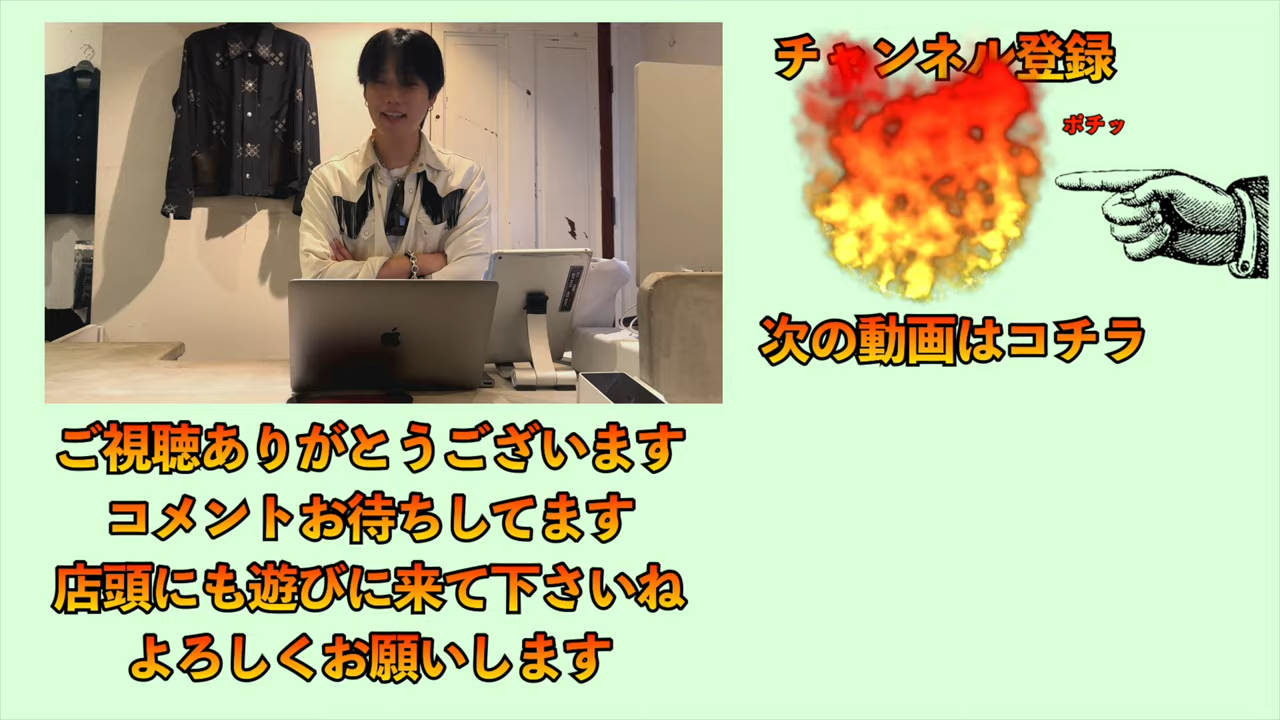 チャンネル登録
ポチッ
次の動画はコチラ
ご視聴ありがとうございます
コメントお待ちしてます
店頭にも遊びに来て下さいね
よろしくお願いします